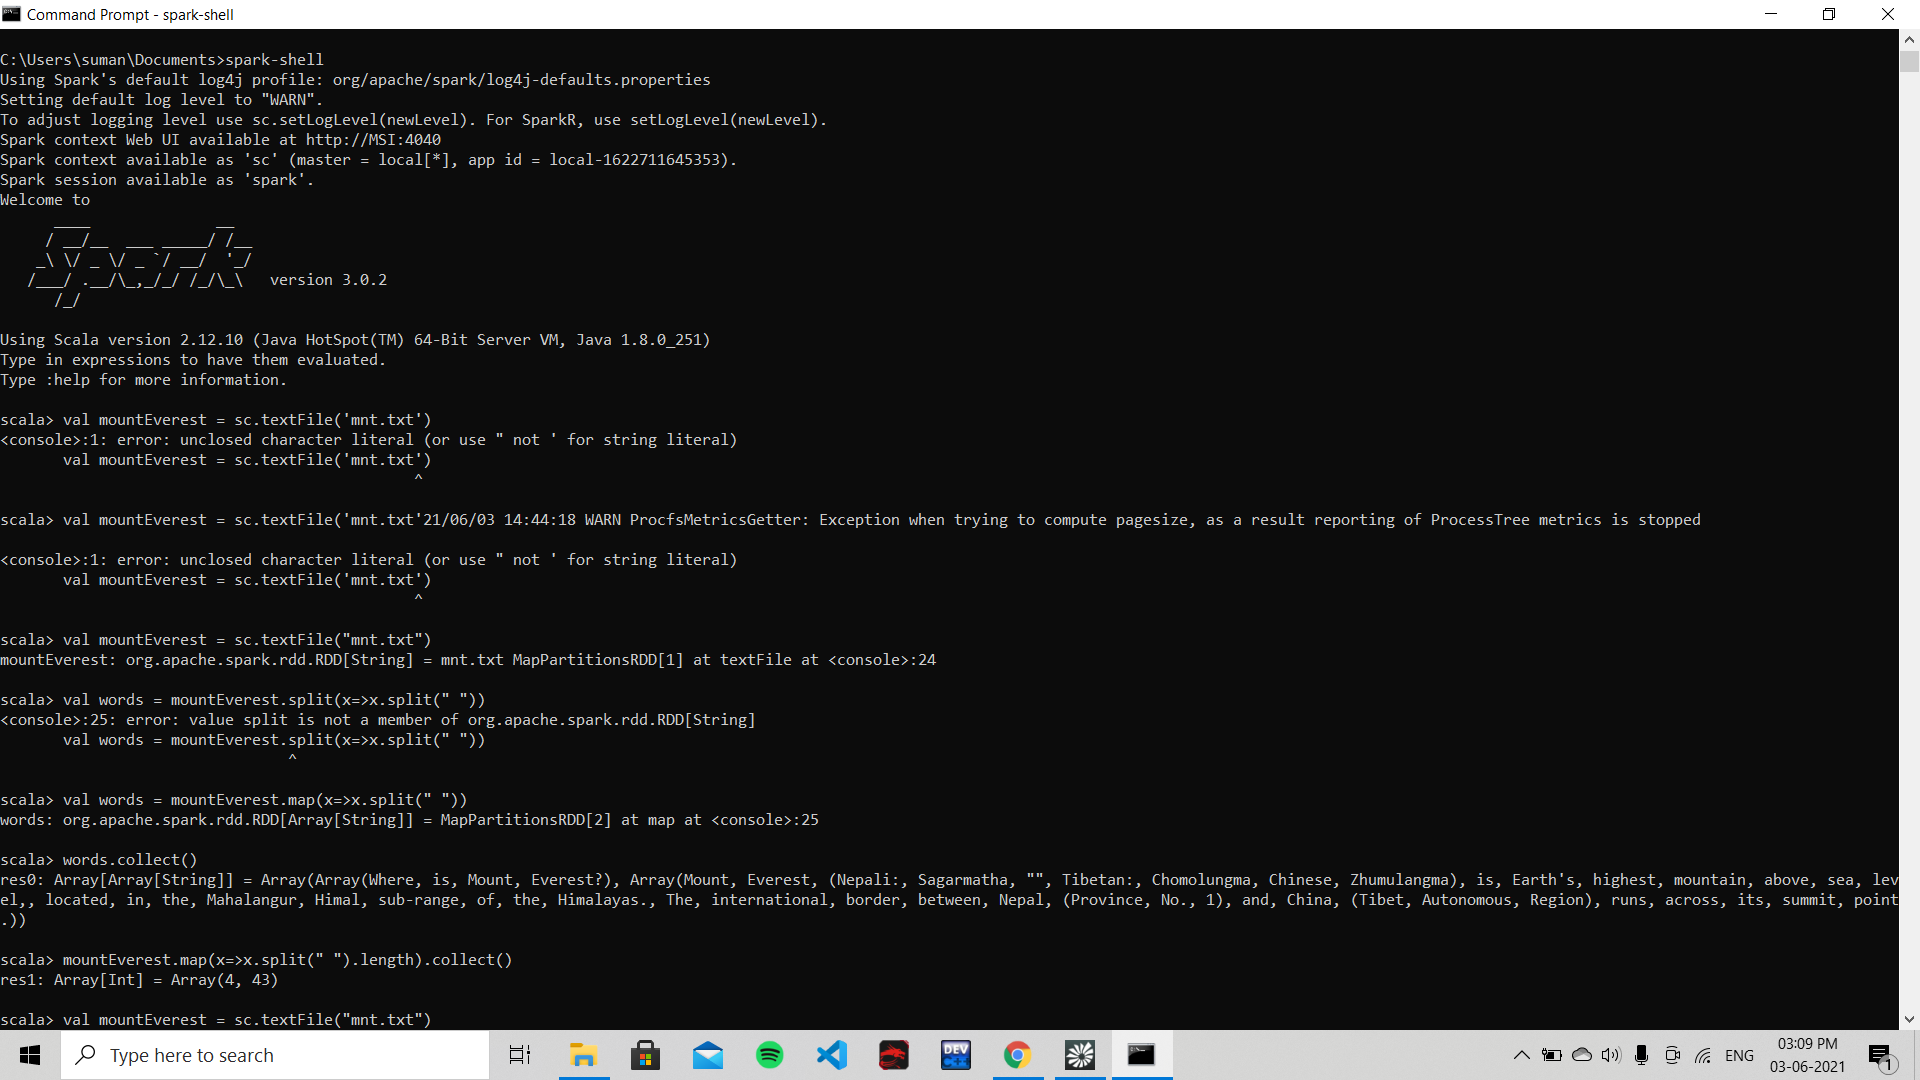 Command Prompt - spark-shell
C:\Users\suman\Documents>spark-shell
Using Spark's default log4j profile: org/apache/spark/log4j-defaults.properties
Setting default log level to "WARN".
To adjust logging level use sc.setLogLevel(newLevel). For SparkR, use setLogLevel(newLevel).
Spark context Web UI available at http://MSI:4040
Spark context available as 'sc' (master = local[*], app id = local-1622711645353).
Spark session available as 'spark'.
Welcome to
      ____              __
     / __/__  ___ _____/ /__
    _\ \/ _ \/ _ `/ __/  '_/
   /___/ .__/\_,_/_/ /_/\_\   version 3.0.2
      /_/
Using Scala version 2.12.10 (Java HotSpot(TM) 64-Bit Server VM, Java 1.8.0_251)
Type in expressions to have them evaluated.
Type :help for more information.
scala> val mountEverest = sc.textFile('mnt.txt')
<console>:1: error: unclosed character literal (or use " not ' for string literal)
       val mountEverest = sc.textFile('mnt.txt')
                                              ^
scala> val mountEverest = sc.textFile('mnt.txt'21/06/03 14:44:18 WARN ProcfsMetricsGetter: Exception when trying to compute pagesize, as a result reporting of ProcessTree metrics is stopped
<console>:1: error: unclosed character literal (or use " not ' for string literal)
       val mountEverest = sc.textFile('mnt.txt')
                                              ^
scala> val mountEverest = sc.textFile("mnt.txt")
mountEverest: org.apache.spark.rdd.RDD[String] = mnt.txt MapPartitionsRDD[1] at textFile at <console>:24
scala> val words = mountEverest.split(x=>x.split(" "))
<console>:25: error: value split is not a member of org.apache.spark.rdd.RDD[String]
       val words = mountEverest.split(x=>x.split(" "))
                                ^
scala> val words = mountEverest.map(x=>x.split(" "))
words: org.apache.spark.rdd.RDD[Array[String]] = MapPartitionsRDD[2] at map at <console>:25
scala> words.collect()
res0: Array[Array[String]] = Array(Array(Where, is, Mount, Everest?), Array(Mount, Everest, (Nepali:, Sagarmatha, "", Tibetan:, Chomolungma, Chinese, Zhumulangma), is, Earth's, highest, mountain, above, sea, lev
el,, located, in, the, Mahalangur, Himal, sub-range, of, the, Himalayas., The, international, border, between, Nepal, (Province, No., 1), and, China, (Tibet, Autonomous, Region), runs, across, its, summit, point
.))
scala> mountEverest.map(x=>x.split(" ").length).collect()
res1: Array[Int] = Array(4, 43)
scala> val mountEverest = sc.textFile("mnt.txt")
Type here to search
DEV
C++
ENG
03:09 PM
03-06-2021
1